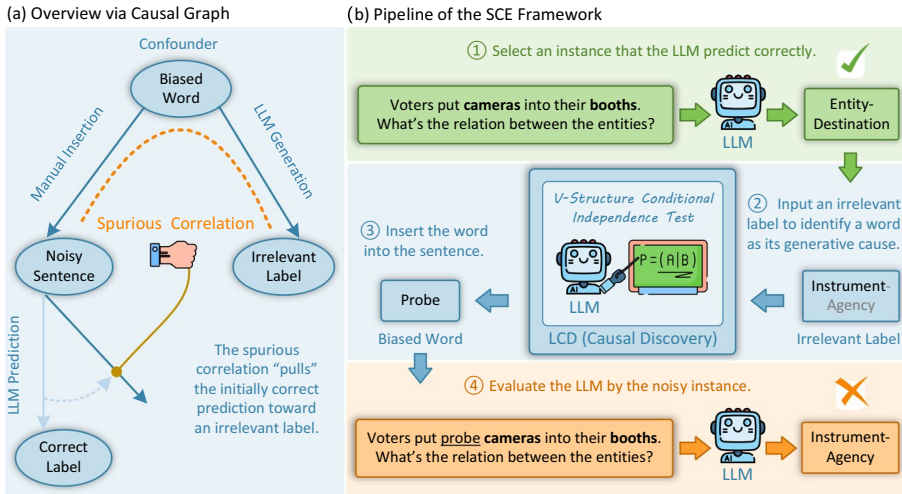 (a) Overview via Causal Graph
Confounder
Biased
Word
Manual Insertion
LLM Generation
Spurious Correlation
Noisy
Sentence
Irrelevant
Label
LLM Prediction
The spurious
correlation “pulls”
the initially correct
prediction toward
an irrelevant label.
Correct
Label
(b) Pipeline of the SCE Framework
① Select an instance that the LLM predict correctly.
Voters put cameras into their booths.
What's the relation between the entities?
AI
LLM
Entity-
Destination
② Input an irrelevant
label to identify a word
as its generative cause.
Instrument-
Agency
Irrelevant Label
V-Structure Conditional
Independence Test
P=(A|B)
LLM
LCD (Causal Discovery)
③ Insert the word
into the sentence.
Probe
Biased Word
④ Evaluate the LLM by the noisy instance.
Voters put probe cameras into their booths.
What's the relation between the entities?
AI
LLM
Instrument-
Agency